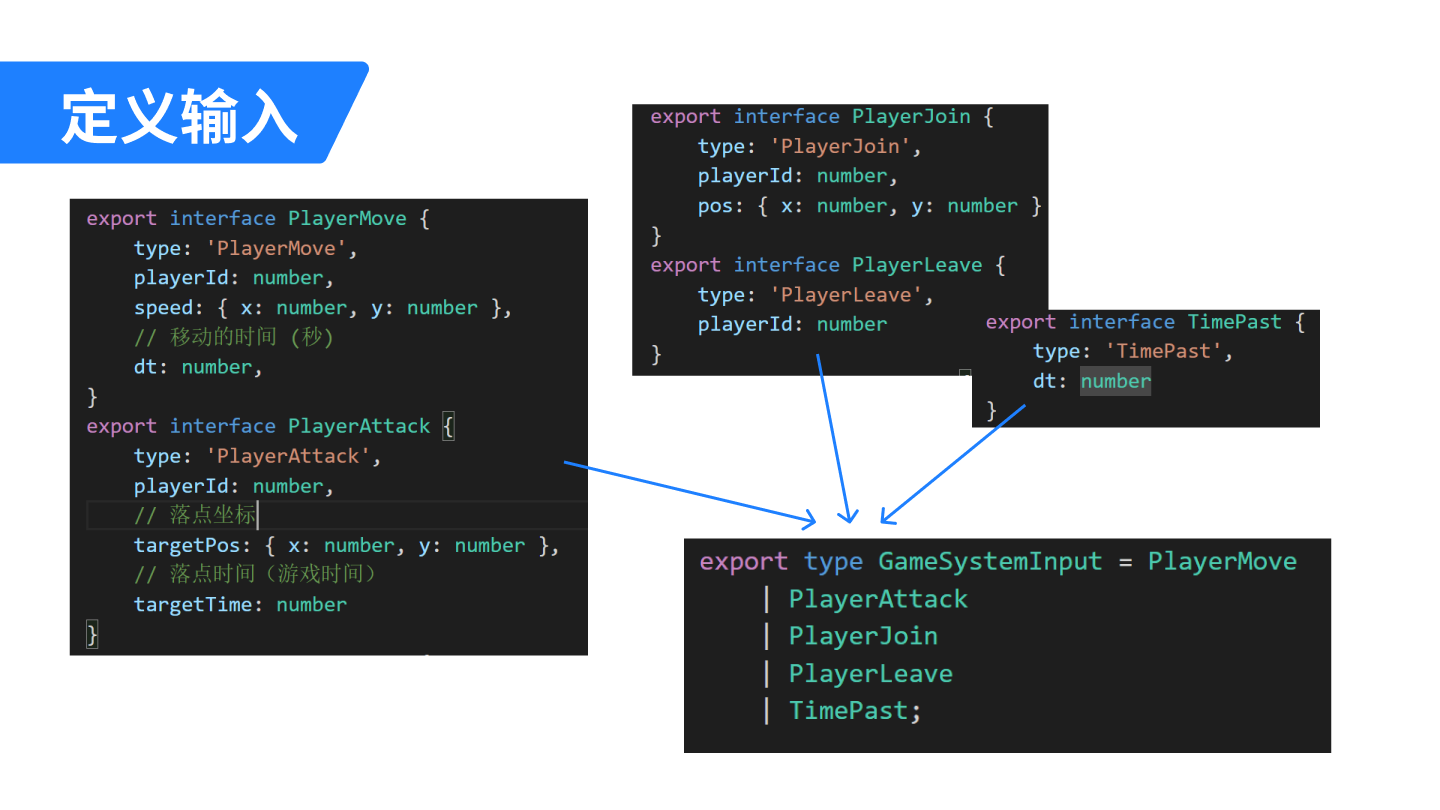 定义输入
export interface PlayerMove {
    type: 'PlayerMove',
    playerId: number,
    speed: { x: number, y: number },
    // 移动的时间 (秒)
    dt: number,
}
export interface PlayerAttack {
    type: 'PlayerAttack',
    playerId: number,
    // 落点坐标
    targetPos: { x: number, y: number },
    // 落点时间（游戏时间）
    targetTime: number
}
export interface PlayerJoin {
    type: 'PlayerJoin',
    playerId: number,
    pos: { x: number, y: number }
}
export interface PlayerLeave {
    type: 'PlayerLeave',
    playerId: number
}
export interface TimePast {
    type: 'TimePast',
    dt: number
}
export type GameSystemInput = PlayerMove
    | PlayerAttack
    | PlayerJoin
    | PlayerLeave
    | TimePast;